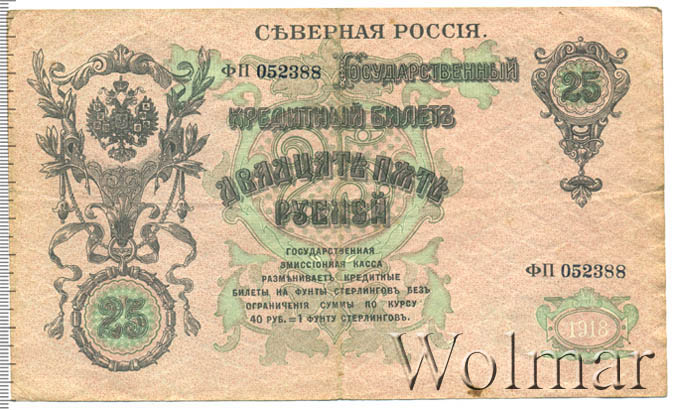 СѢВЕРНАЯ РОССІЯ.
ФП 052388 ГОСУДАРСТВЕННЫЙ
КРЕДИТНЫЙ БИЛЕТЪ
ДВАДЦАТЬ ПЯТЬ
РУБЛЕЙ
25
25
25
ГОСУДАРСТВЕННАЯ
ЭМИССІОННАЯ КАССА
РАЗМѢНИВАЕТЪ КРЕДИТНЫЕ
БИЛЕТЫ НА ФУНТЫ СТЕРЛИНГОВЪ БЕЗЪ
ОГРАНИЧЕНІЯ СУММЫ ПО КУРСУ
40 РУБ. = 1 ФУНТУ СТЕРЛИНГОВЪ.
ФП 052388
1918
Wolmar